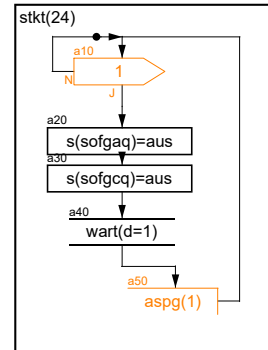 stkt(24)
a10
1
N
J
a20
s(sofgaq)=aus
a30
s(sofgcq)=aus
a40
wart(d=1)
a50
aspg(1)